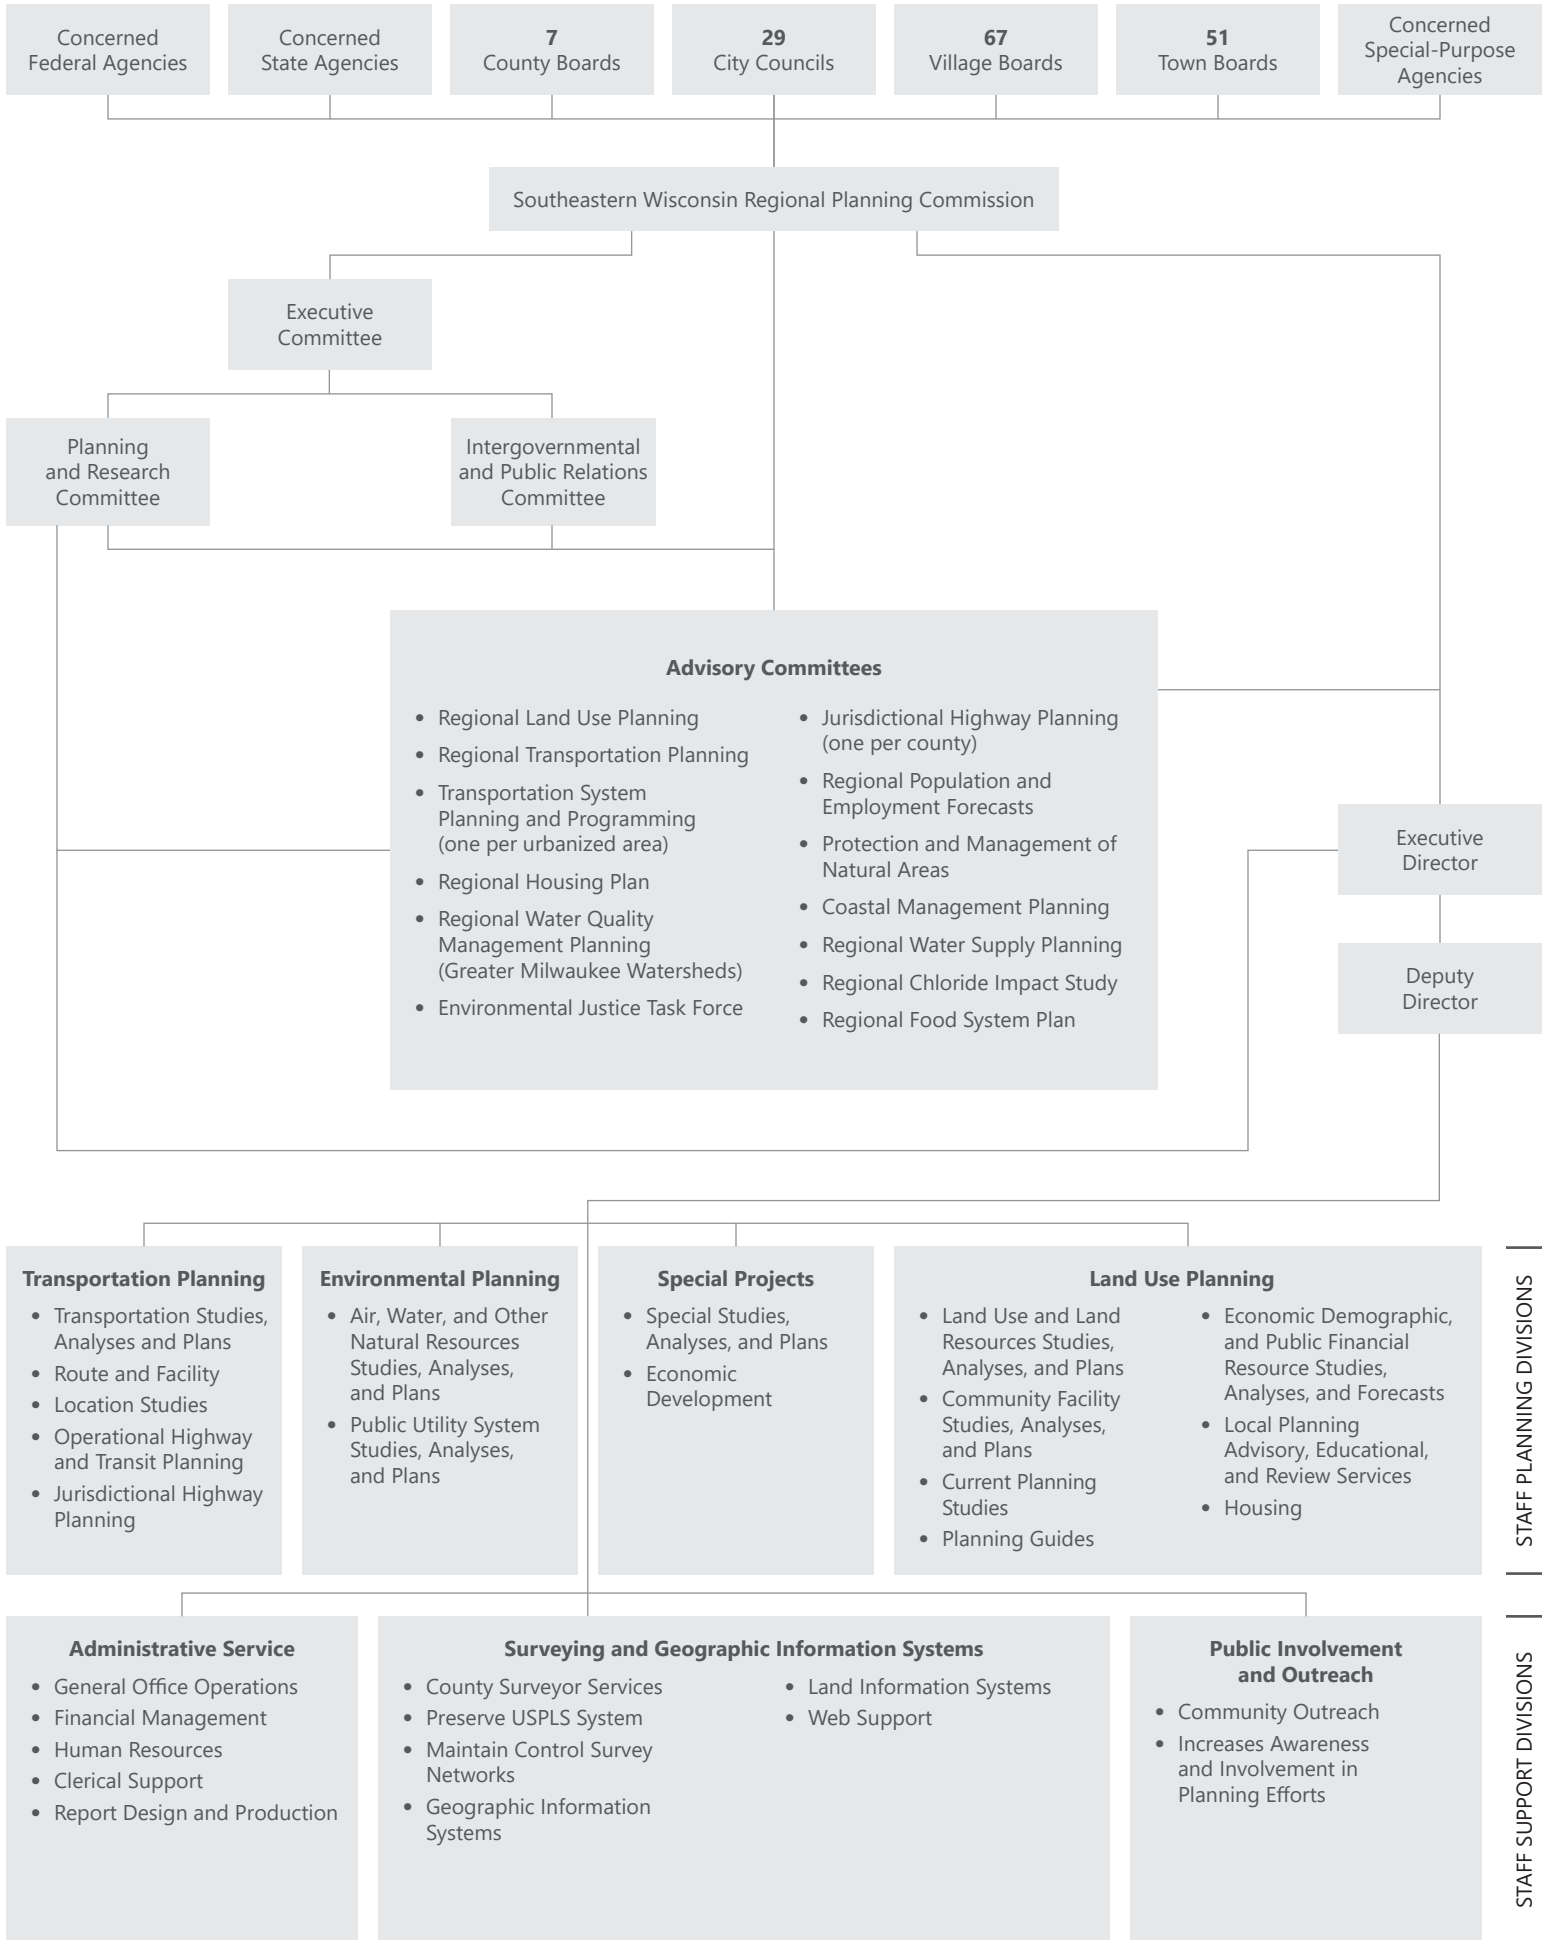 Concerned
Federal Agencies
Concerned
State Agencies
7
County Boards
29
City Councils
67
Village Boards
51
Town Boards
Concerned
Special-Purpose
Agencies
Southeastern Wisconsin Regional Planning Commission
Executive
Committee
Planning
and Research
Committee
Intergovernmental
and Public Relations
Committee
Advisory Committees
• Regional Land Use Planning
• Regional Transportation Planning
• Transportation System
Planning and Programming
(one per urbanized area)
• Regional Housing Plan
• Regional Water Quality
Management Planning
(Greater Milwaukee Watersheds)
• Environmental Justice Task Force
• Jurisdictional Highway Planning
(one per county)
• Regional Population and
Employment Forecasts
• Protection and Management of
Natural Areas
• Coastal Management Planning
• Regional Water Supply Planning
• Regional Chloride Impact Study
• Regional Food System Plan
Executive
Director
Deputy
Director
Transportation Planning
• Transportation Studies,
Analyses and Plans
• Route and Facility
• Location Studies
• Operational Highway
and Transit Planning
• Jurisdictional Highway
Planning
Environmental Planning
• Air, Water, and Other
Natural Resources
Studies, Analyses,
and Plans
• Public Utility System
Studies, Analyses,
and Plans
Special Projects
• Special Studies,
Analyses, and Plans
• Economic
Development
Land Use Planning
• Land Use and Land
Resources Studies,
Analyses, and Plans
• Community Facility
Studies, Analyses,
and Plans
• Current Planning
Studies
• Planning Guides
• Economic Demographic,
and Public Financial
Resource Studies,
Analyses, and Forecasts
• Local Planning
Advisory, Educational,
and Review Services
• Housing
STAFF PLANNING DIVISIONS
Administrative Service
• General Office Operations
• Financial Management
• Human Resources
• Clerical Support
• Report Design and Production
Surveying and Geographic Information Systems
• County Surveyor Services
• Preserve USPLS System
• Maintain Control Survey
Networks
• Geographic Information
Systems
• Land Information Systems
• Web Support
Public Involvement
and Outreach
• Community Outreach
• Increases Awareness
and Involvement in
Planning Efforts
STAFF SUPPORT DIVISIONS